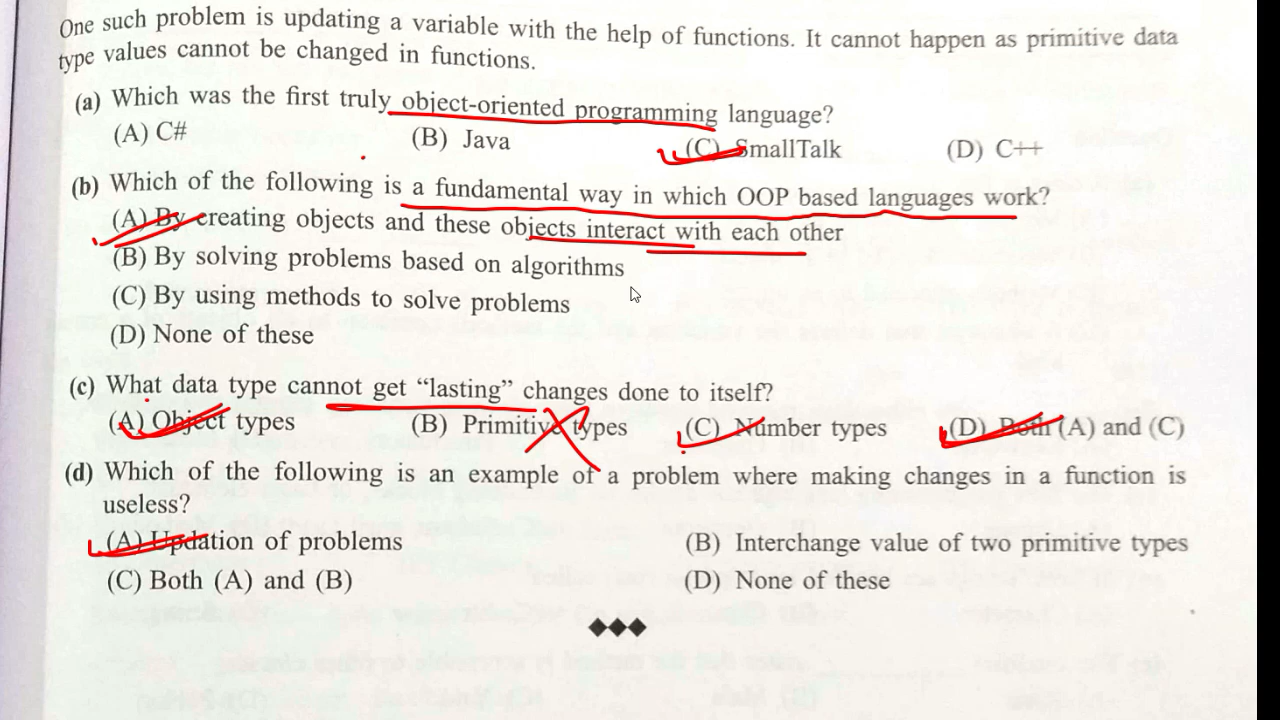 One such problem is updating a variable with the help of functions. It cannot happen as primitive data
type values cannot be changed in functions.
(a) Which was the first truly object-oriented programming language?
(A) C# (B) Java (C) SmallTalk (D) C++
(b) Which of the following is a fundamental way in which OOP based languages work?
(A) By creating objects and these objects interact with each other
(B) By solving problems based on algorithms
(C) By using methods to solve problems
(D) None of these
(c) What data type cannot get “lasting” changes done to itself?
(A) Object types (B) Primitive types (C) Number types (D) Both (A) and (C)
(d) Which of the following is an example of a problem where making changes in a function is
useless?
(A) Updation of problems (B) Interchange value of two primitive types
(C) Both (A) and (B) (D) None of these